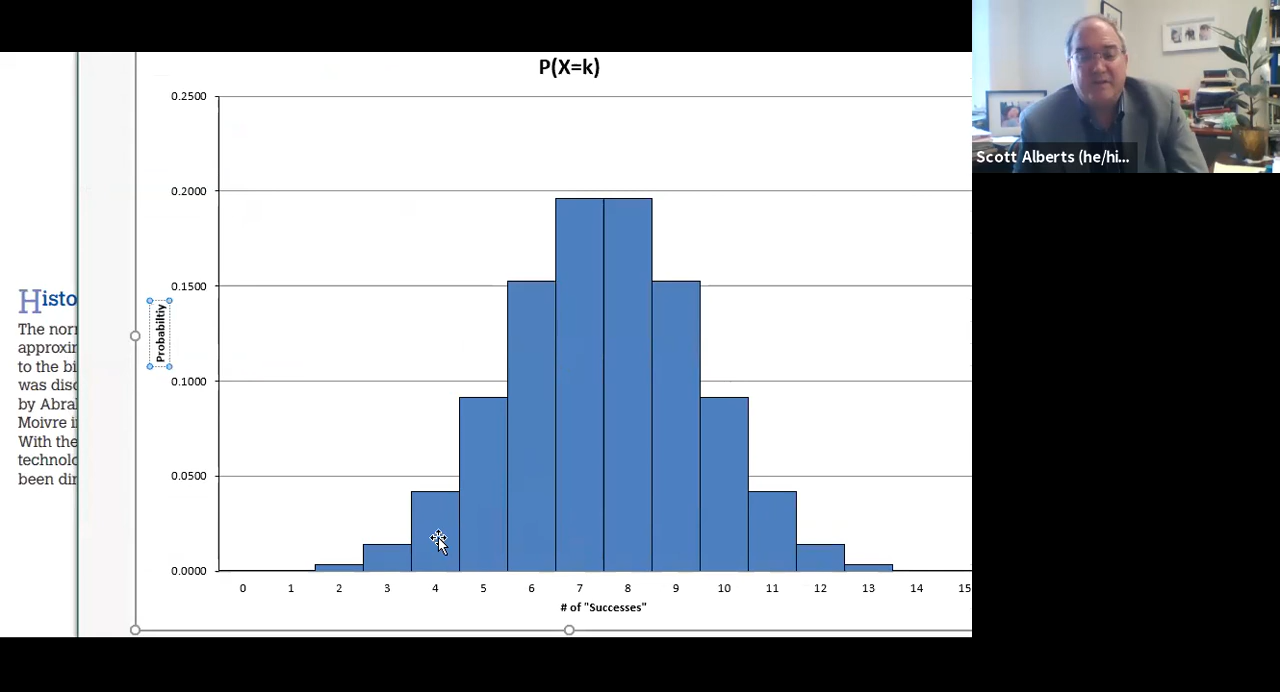 P(X=k)
0.2500
0.2000
0.1500
0.1000
0.0500
0.0000
Probabiltiy
0 1 2 3 4 5 6 7 8 9 10 11 12 13 14 15
# of "Successes"
Histo
The norr
approxir
to the bi
was disc
by Abral
Moivre i
With the
technolo
been dir
Scott Alberts (he/hi...